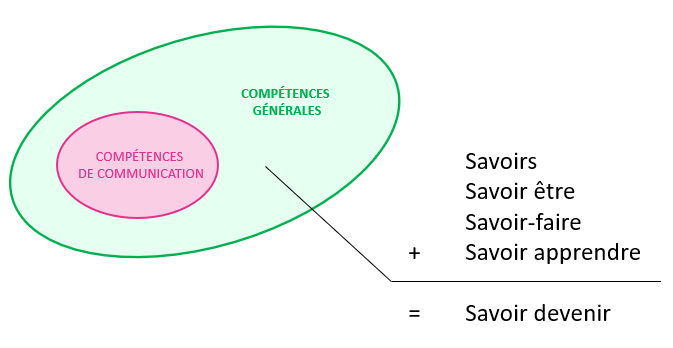 COMPÉTENCES
GÉNÉRALES
COMPÉTENCES
DE COMMUNICATION
Savoirs
Savoir être
Savoir-faire
+ Savoir apprendre
= Savoir devenir